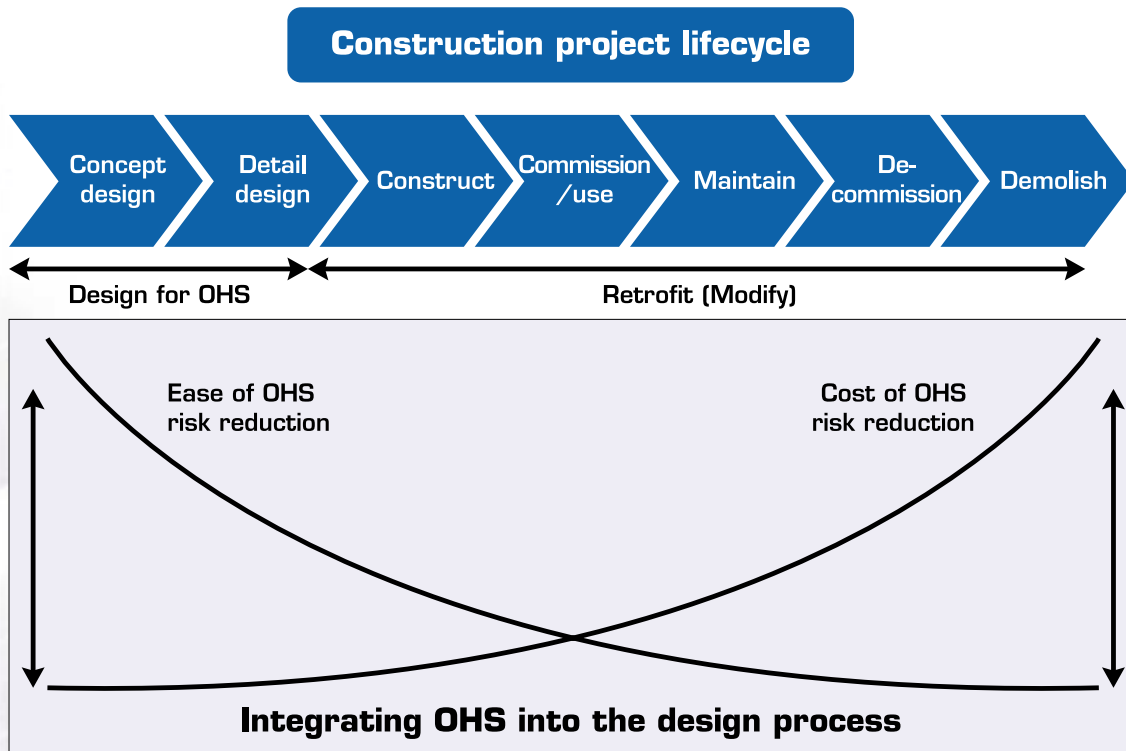 Construction project lifecycle
Concept
design
Detail
design
Construct
Commission
/use
Maintain
De-
commission
Demolish
Design for OHS
Retrofit (Modify)
Ease of OHS
risk reduction
Cost of OHS
risk reduction
Integrating OHS into the design process